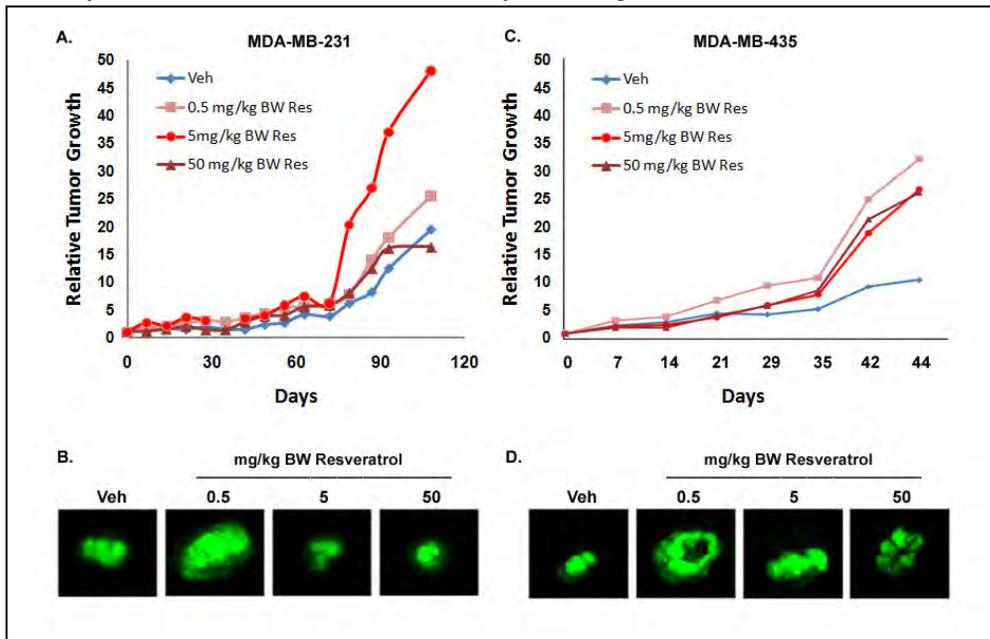 A.
MDA-MB-231
Relative Tumor Growth
50
45
40
35
30
25
20
15
10
5
0
Veh
0.5 mg/kg BW Res
5mg/kg BW Res
50 mg/kg BW Res
0 30 60 90 120
Days
C.
MDA-MB-435
Relative Tumor Growth
50
45
40
35
30
25
20
15
10
5
0
Veh
0.5 mg/kg BW Res
5mg/kg BW Res
50 mg/kg BW Res
0 7 14 21 29 35 42 44
Days
B.
mg/kg BW Resveratrol
Veh 0.5 5 50
D.
mg/kg BW Resveratrol
Veh 0.5 5 50